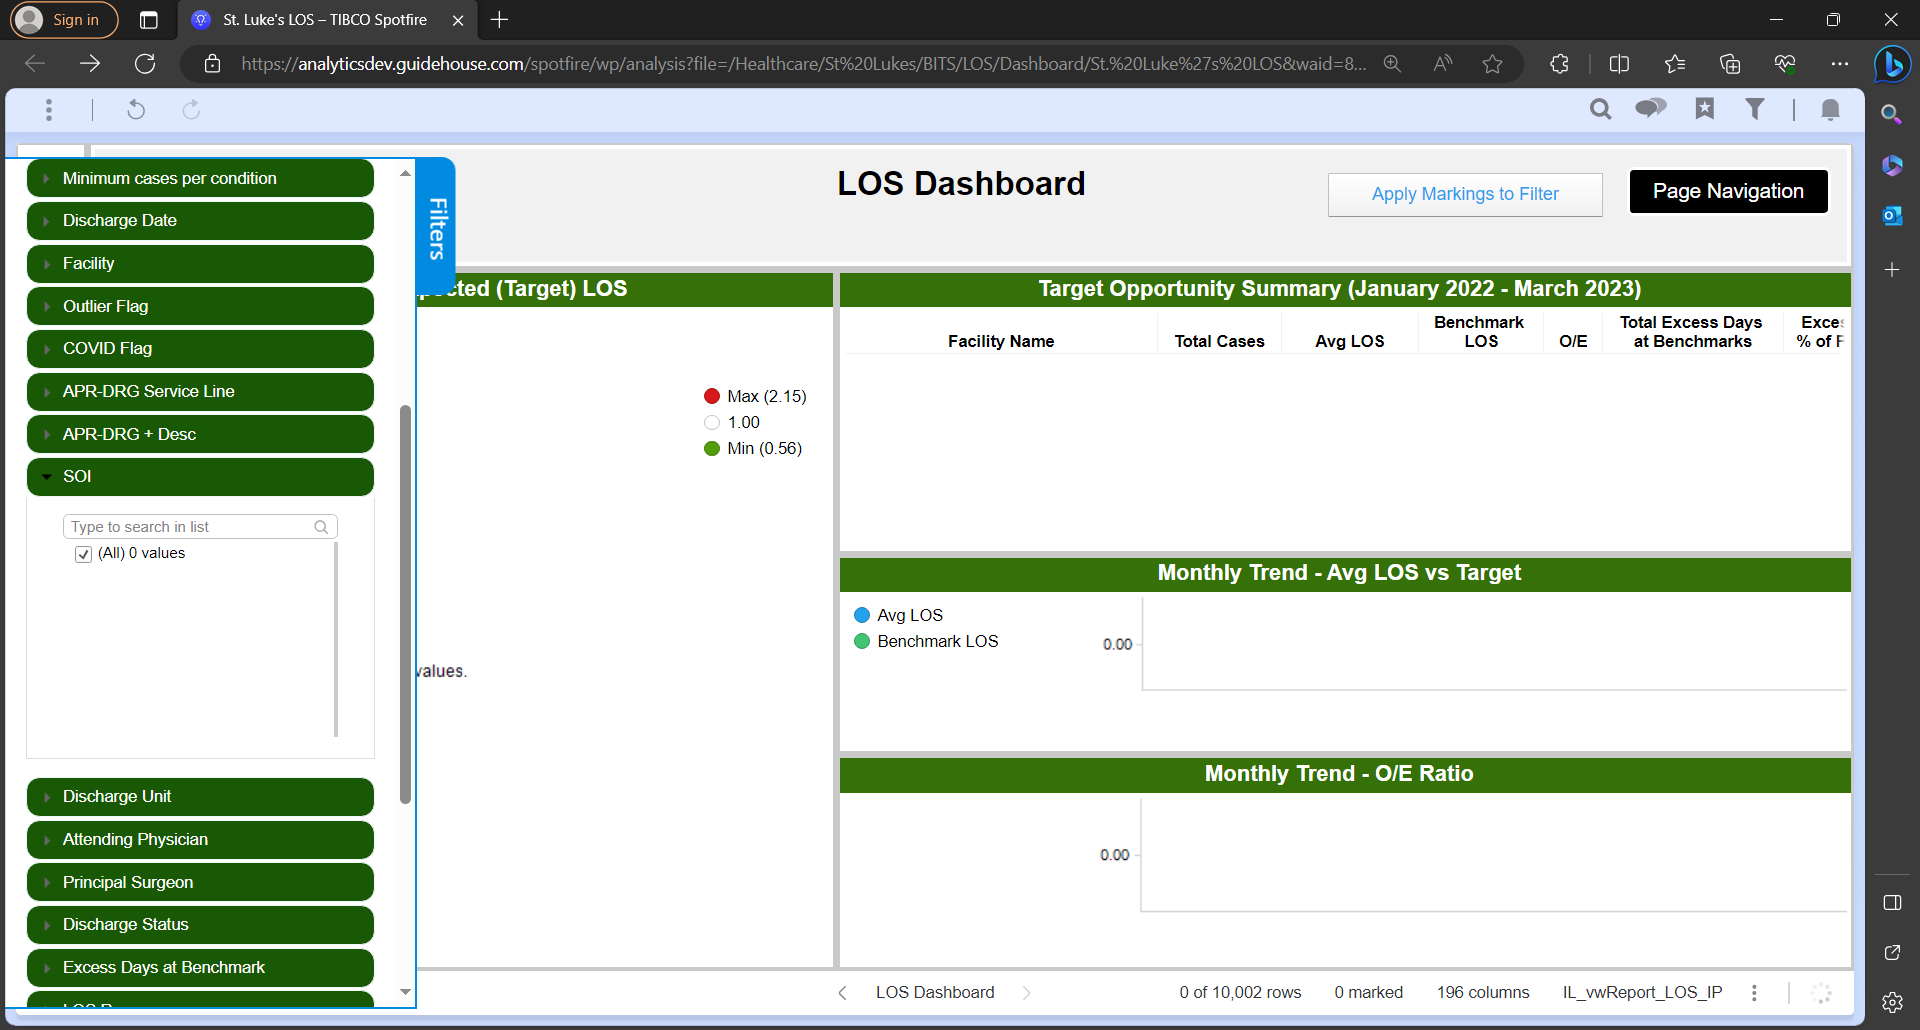 Sign in
St. Luke's LOS – TIBCO Spotfire
https://analyticsdev.guidehouse.com/spotfire/wp/analysis?file=/Healthcare/St%20Lukes/BITS/LOS/Dashboard/St.%20Luke%27s%20LOS&waid=8...
LOS Dashboard
Apply Markings to Filter
Page Navigation
Filters
Minimum cases per condition
Discharge Date
Facility
Outlier Flag
COVID Flag
APR-DRG Service Line
APR-DRG + Desc
SOI
Type to search in list
(All) 0 values
Discharge Unit
Attending Physician
Principal Surgeon
Discharge Status
Excess Days at Benchmark
(Target) LOS
Max (2.15)
1.00
Min (0.56)
values.
Target Opportunity Summary (January 2022 - March 2023)
Facility Name
Total Cases
Avg LOS
Benchmark
LOS
O/E
Total Excess Days
at Benchmarks
% of
Monthly Trend - Avg LOS vs Target
Avg LOS
Benchmark LOS
0.00
Monthly Trend - O/E Ratio
0.00
LOS Dashboard
0 of 10,002 rows
0 marked
196 columns
IL_vwReport_LOS_IP